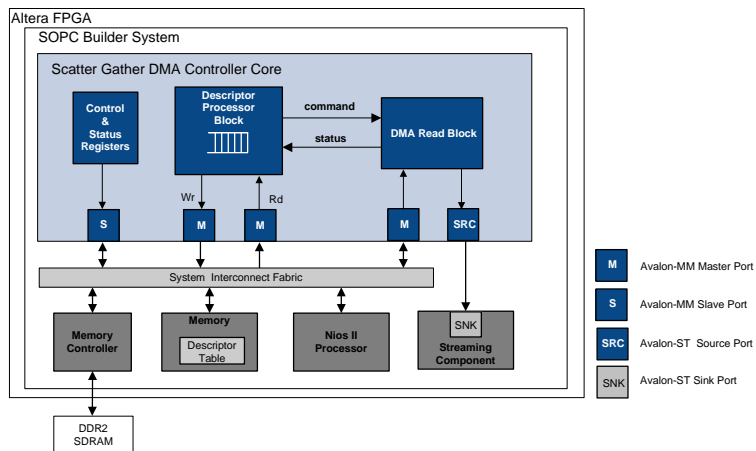 Altera FPGA
SOPC Builder System
Scatter Gather DMA Controller Core
Control
&
Status
Registers
Descriptor
Processor
Block
command
status
DMA Read Block
Wr
Rd
S
M
M
M
SRC
System Interconnect Fabric
Memory
Controller
Memory
Descriptor
Table
Nios II
Processor
SNK
Streaming
Component
DDR2
SDRAM
M
Avalon-MM Master Port
S
Avalon-MM Slave Port
SRC
Avalon-ST Source Port
SNK
Avalon-ST Sink Port